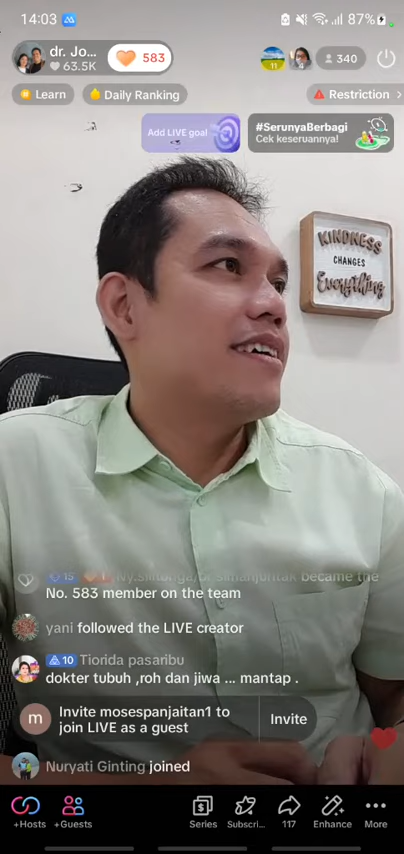 14:03
87%
dr. Jo...
63.5K
583
11
340
Learn
Daily Ranking
Restriction
Add LIVE goal
#SerunyaBerbagi
Cek keseruannya!
KINDNESS
CHANGES
Everything
15
became the
No. 583 member on the team
yani followed the LIVE creator
10 Tiorida pasaribu
dokter tubuh ,roh dan jiwa ... mantap .
m
Invite mosespanjaitan1 to
join LIVE as a guest
Invite
Nuryati Ginting joined
+Hosts
+Guests
Series
Subscri...
117
Enhance
More